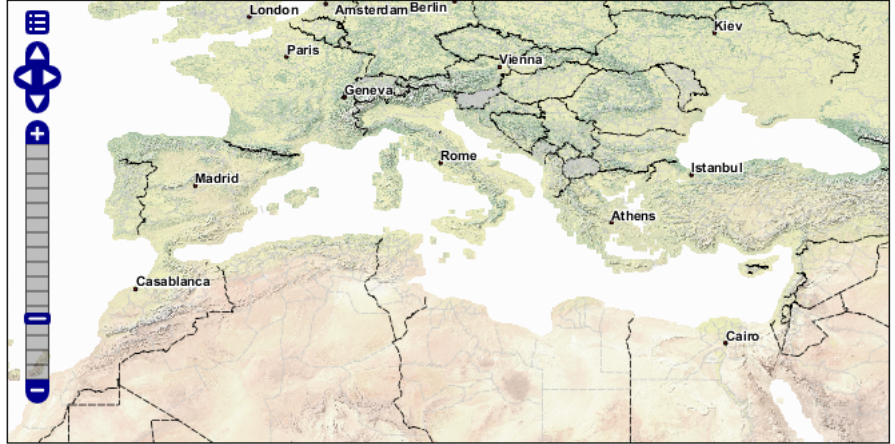 London
Amsterdam
Berlin
Kiev
Paris
Vienna
Geneva
Rome
Madrid
Istanbul
Athens
Casablanca
Cairo